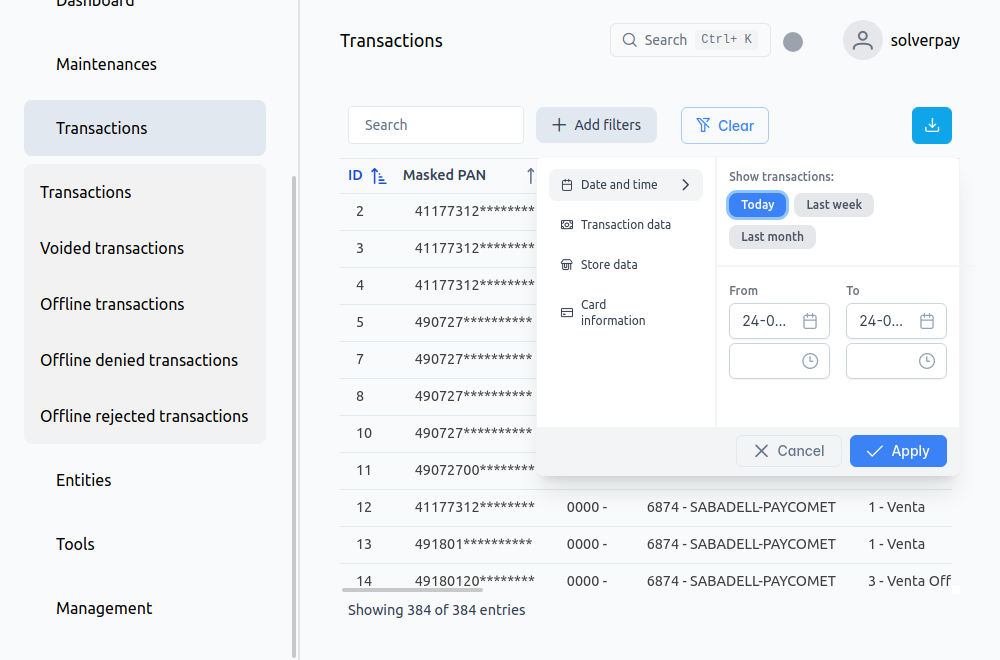 Dashboard
Maintenances
Transactions
Transactions
Voided transactions
Offline transactions
Offline denied transactions
Offline rejected transactions
Entities
Tools
Management
Transactions
Search Ctrl+ K
solverpay
Search
Add filters
Clear
ID Masked PAN
2 41177312********
3 41177312********
4 41177312********
5 490727**********
7 490727**********
8 490727**********
10 490727**********
11 49072700********
12 41177312******** 0000 - 6874 - SABADELL-PAYCOMET 1 - Venta
13 491801********** 0000 - 6874 - SABADELL-PAYCOMET 1 - Venta
14 49180120******** 0000 - 6874 - SABADELL-PAYCOMET 3 - Venta Off
Showing 384 of 384 entries
Date and time
Transaction data
Store data
Card
information
Show transactions:
Today Last week
Last month
From To
24-0... 24-0...
Cancel Apply